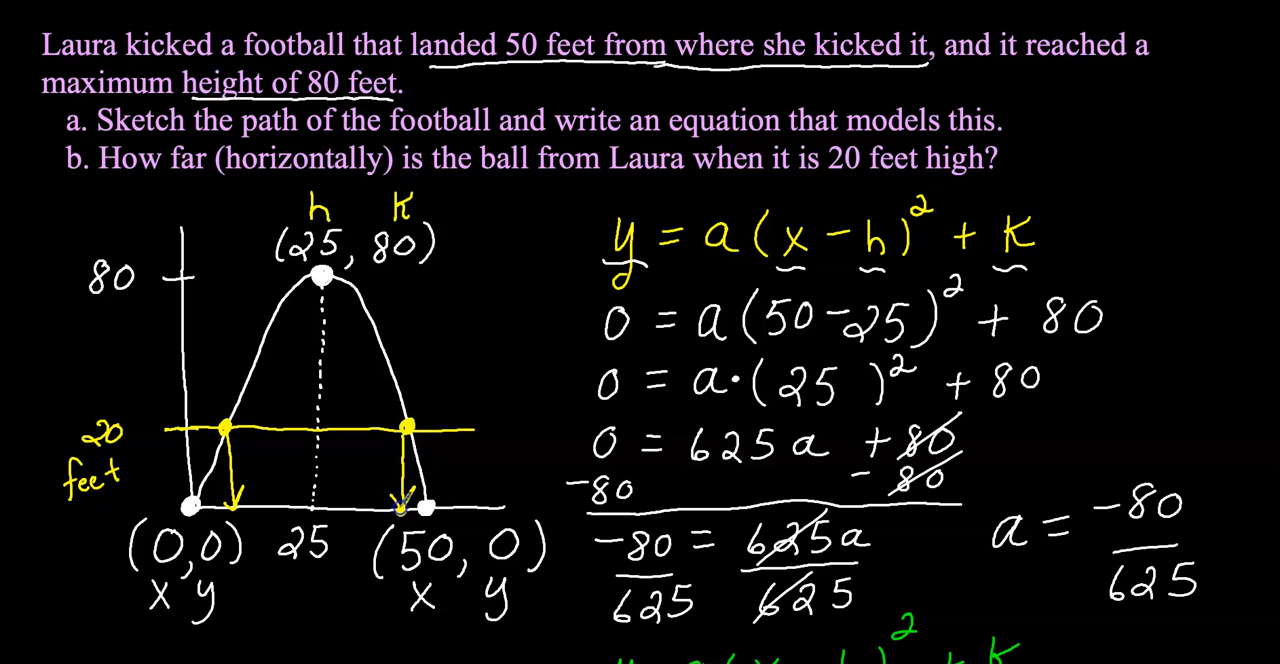 Laura kicked a football that landed 50 feet from where she kicked it, and it reached a
maximum height of 80 feet.
a. Sketch the path of the football and write an equation that models this.
b. How far (horizontally) is the ball from Laura when it is 20 feet high?
h k
(25, 80)
80
20
feet
(0,0) 25 (50, 0)
x y x y
y = a(x - h)² + k
0 = a(50 - 25)² + 80
0 = a·(25 )² + 80
0 = 625a + 80
-80 - 80
-80 = 625a
625 625
a = -80
625